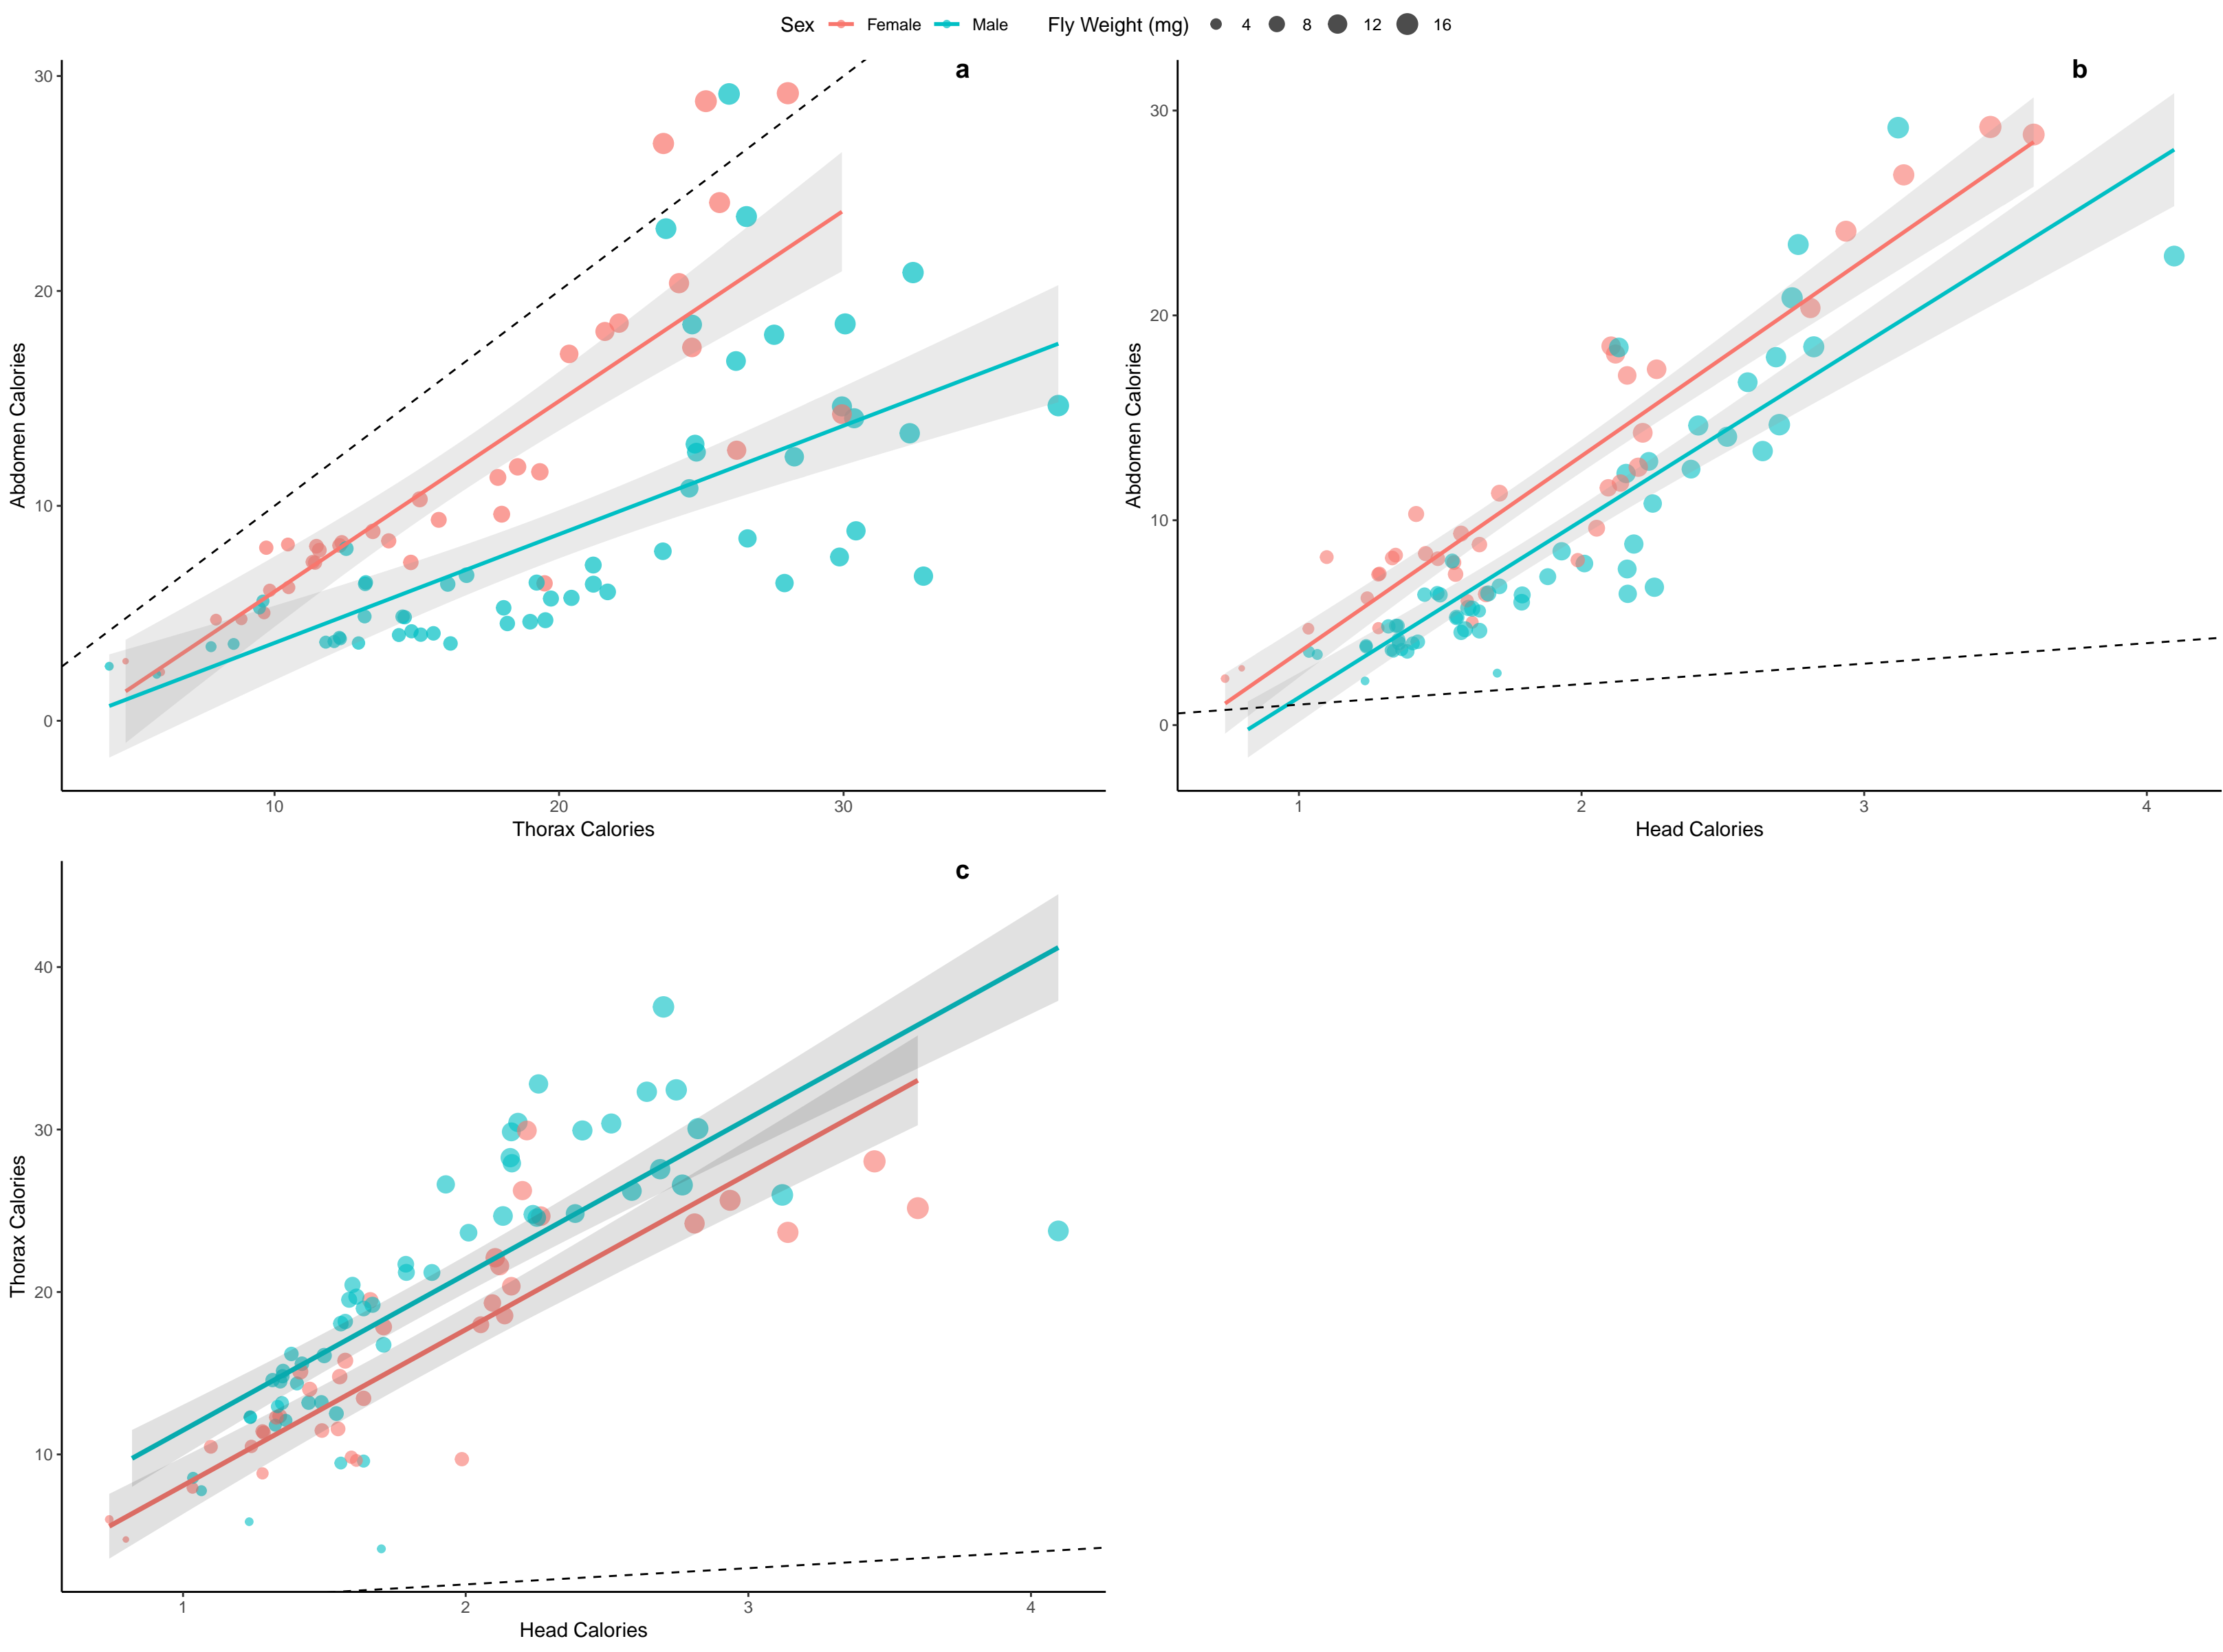 Sex Female Male Fly Weight (mg) 4 8 12 16
a
30
20
10
0
Abdomen Calories
10 20 30
Thorax Calories
b
30
20
10
0
Abdomen Calories
1 2 3 4
Head Calories
c
40
30
20
10
Thorax Calories
1 2 3 4
Head Calories